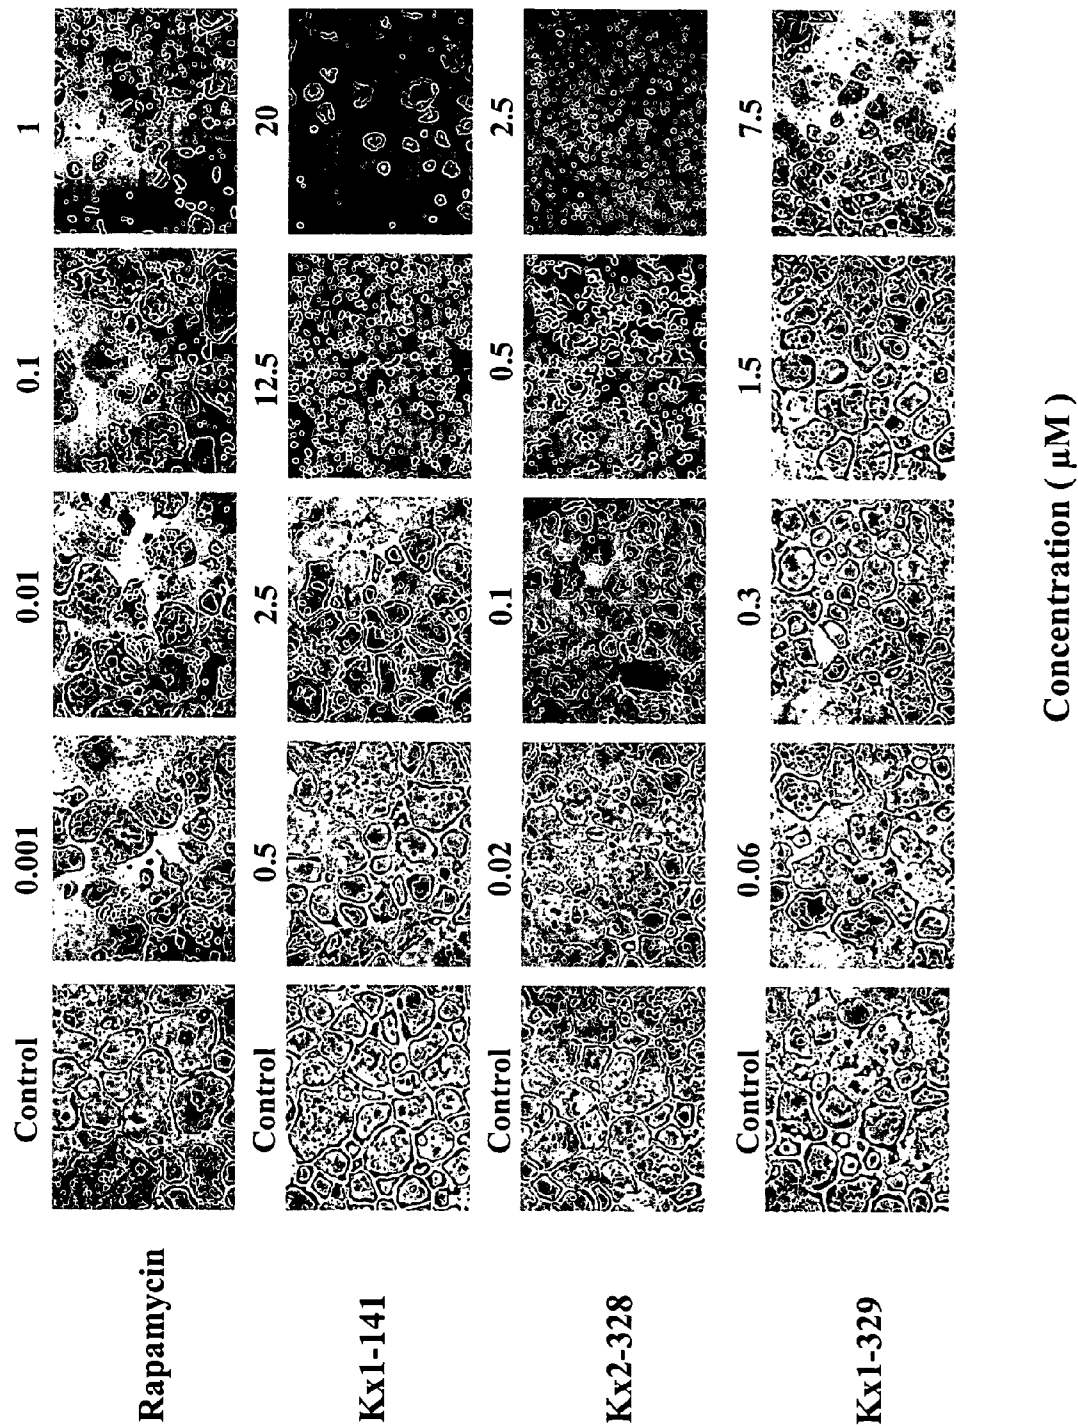 Control 0.001 0.01 0.1 1
Rapamycin
Control 0.5 2.5 12.5 20
Kx1-141
Control 0.02 0.1 0.5 2.5
Kx2-328
Control 0.06 0.3 1.5 7.5
Kx1-329
Concentration ( µM )